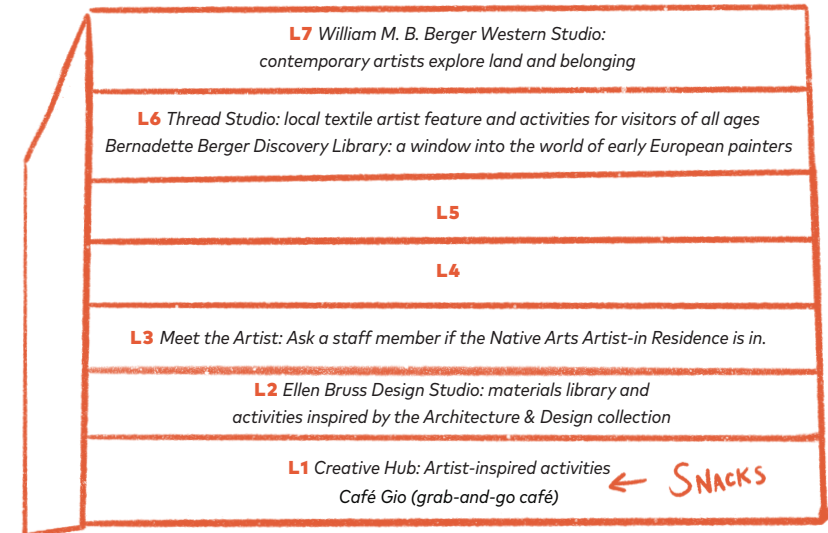 L7 William M. B. Berger Western Studio:
contemporary artists explore land and belonging
L6 Thread Studio: local textile artist feature and activities for visitors of all ages
Bernadette Berger Discovery Library: a window into the world of early European painters
L5
L4
L3 Meet the Artist: Ask a staff member if the Native Arts Artist-in Residence is in.
L2 Ellen Bruss Design Studio: materials library and
activities inspired by the Architecture & Design collection
L1 Creative Hub: Artist-inspired activities
Café Gio (grab-and-go café)
SNACKS